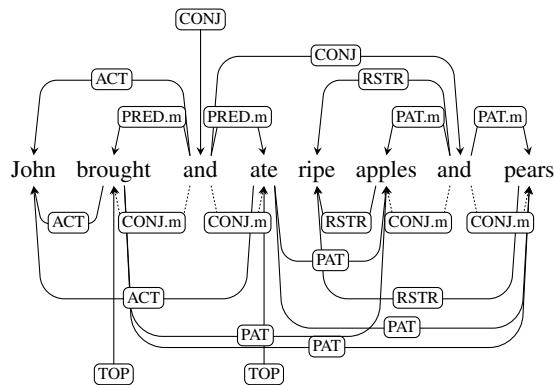 CONJ
ACT CONJ RSTR
PRED.m PRED.m PAT.m PAT.m
John brought and ate ripe apples and pears
ACT CONJ.m CONJ.m RSTR CONJ.m CONJ.m
PAT
ACT RSTR
PAT PAT
PAT
TOP TOP